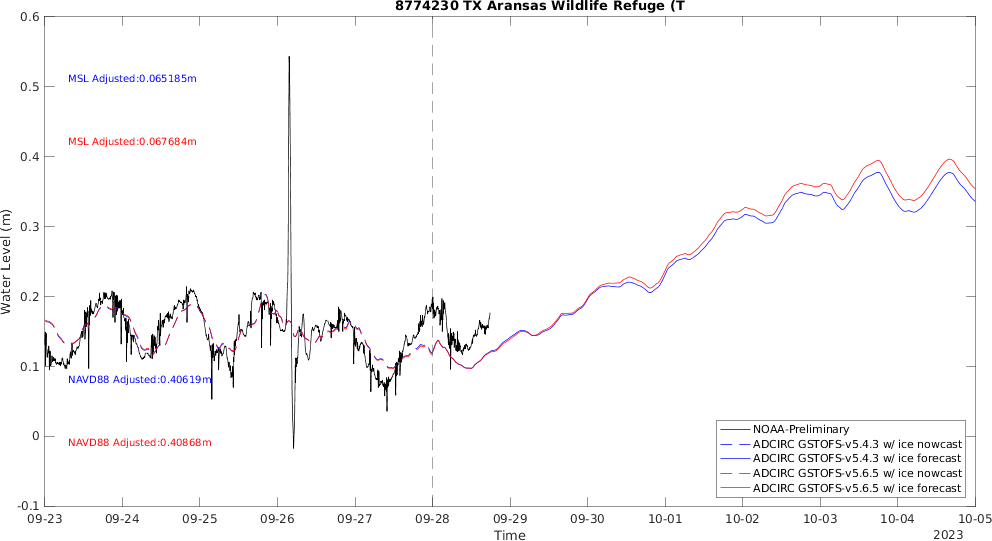 8774230 TX Aransas Wildlife Refuge (T
0.6
0.5
0.4
0.3
0.2
0.1
0
-0.1
Water Level (m)
MSL Adjusted:0.065185m
MSL Adjusted:0.067684m
NAVD88 Adjusted:0.40619m
NAVD88 Adjusted:0.40868m
NOAA-Preliminary
ADCIRC GSTOFS-v5.4.3 w/ ice nowcast
ADCIRC GSTOFS-v5.4.3 w/ ice forecast
ADCIRC GSTOFS-v5.6.5 w/ ice nowcast
ADCIRC GSTOFS-v5.6.5 w/ ice forecast
09-23 09-24 09-25 09-26 09-27 09-28 09-29 09-30 10-01 10-02 10-03 10-04 10-05
Time
2023